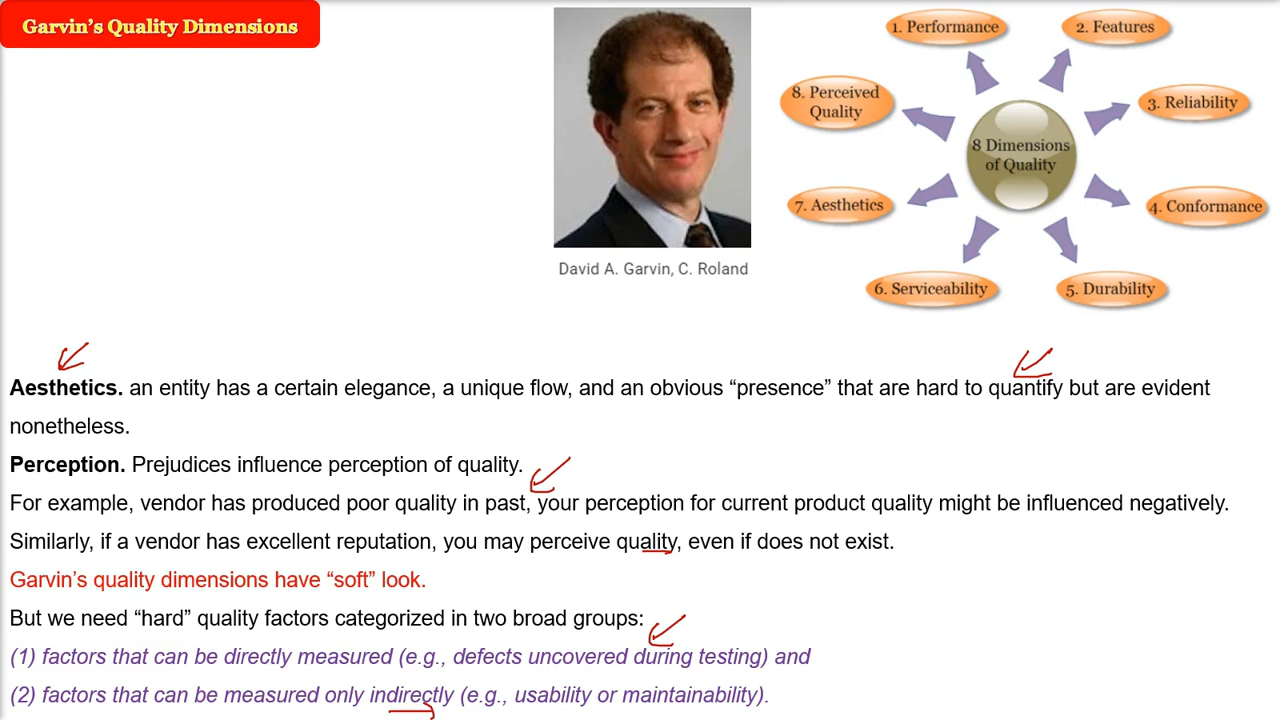 Garvin's Quality Dimensions
1. Performance
2. Features
8. Perceived
Quality
3. Reliability
8 Dimensions
of Quality
7. Aesthetics
4. Conformance
6. Serviceability
5. Durability
David A. Garvin, C. Roland
Aesthetics. an entity has a certain elegance, a unique flow, and an obvious “presence” that are hard to quantify but are evident
nonetheless.
Perception. Prejudices influence perception of quality.
For example, vendor has produced poor quality in past, your perception for current product quality might be influenced negatively.
Similarly, if a vendor has excellent reputation, you may perceive quality, even if does not exist.
Garvin's quality dimensions have “soft” look.
But we need “hard” quality factors categorized in two broad groups:
(1) factors that can be directly measured (e.g., defects uncovered during testing) and
(2) factors that can be measured only indirectly (e.g., usability or maintainability).